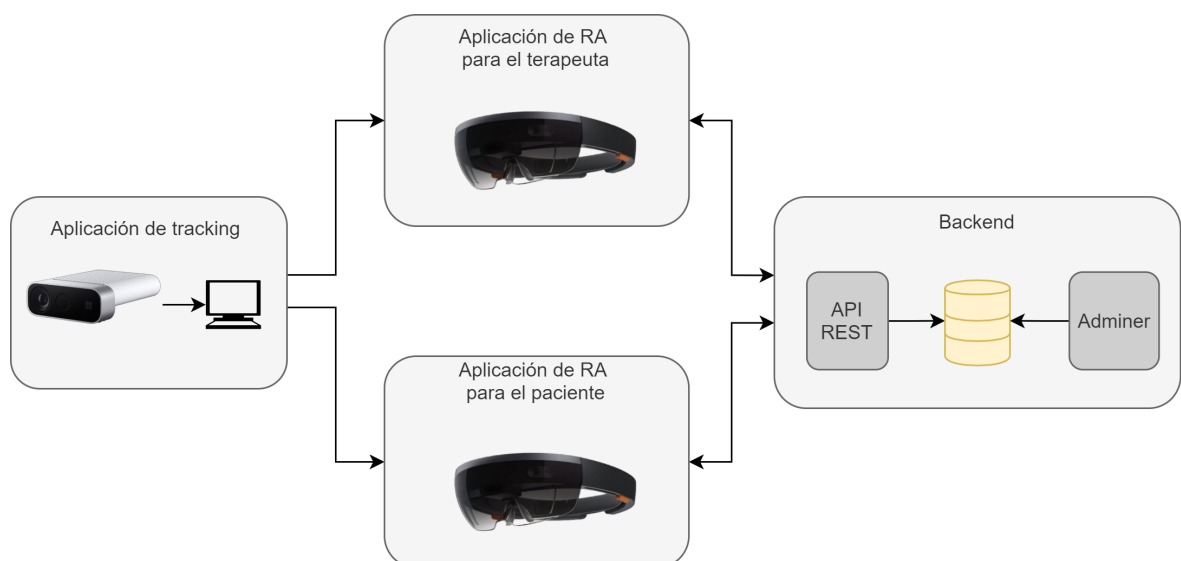 Aplicación de RA
para el terapeuta
Aplicación de tracking
Backend
API
REST
Adminer
Aplicación de RA
para el paciente